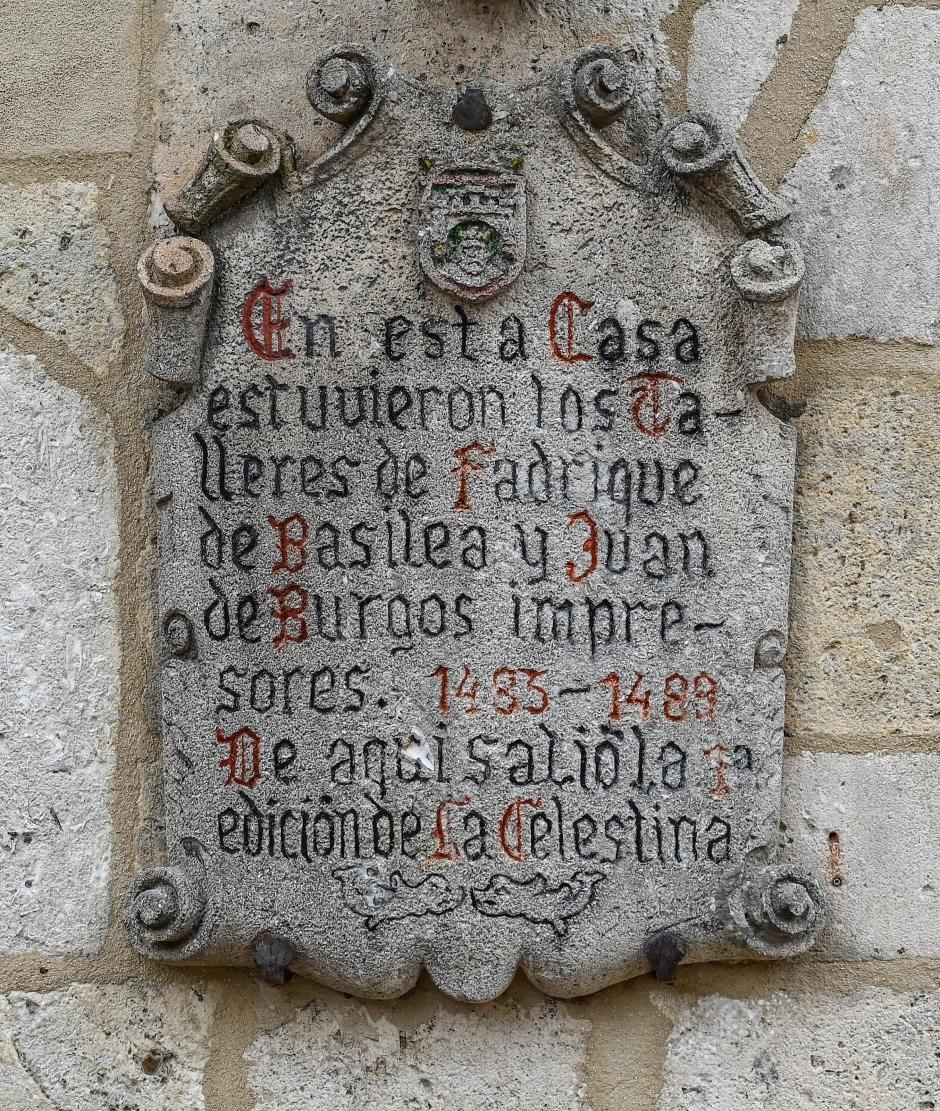 En esta Casa
estuvieron los Ta-
lleres de Fadrique
de Basilea y Juan
de Burgos impre-
sores. 1483-1489
De aqui salió la 1ª
edición de La Celestina